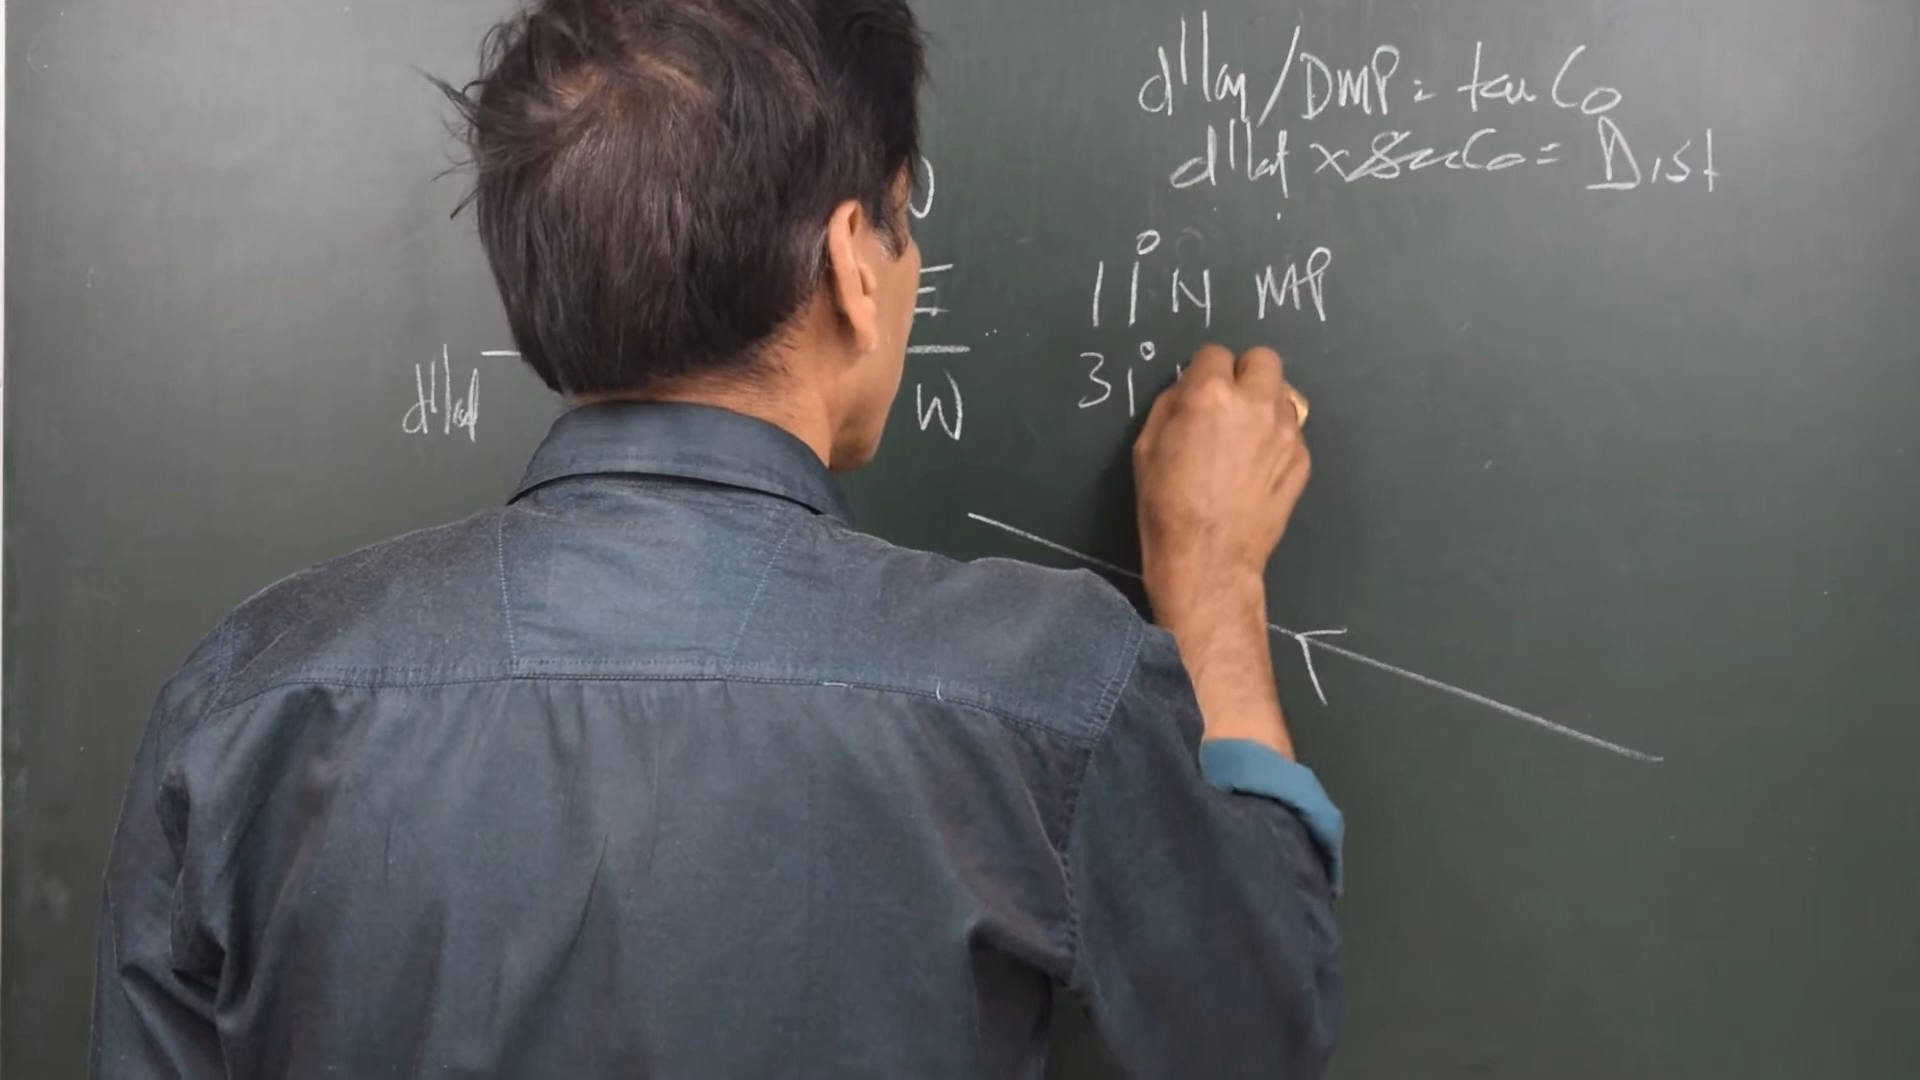 d'long/DMP = tan Co
d'lat x Sec Co = Dist
E
11° N MP
31°
d'lat W